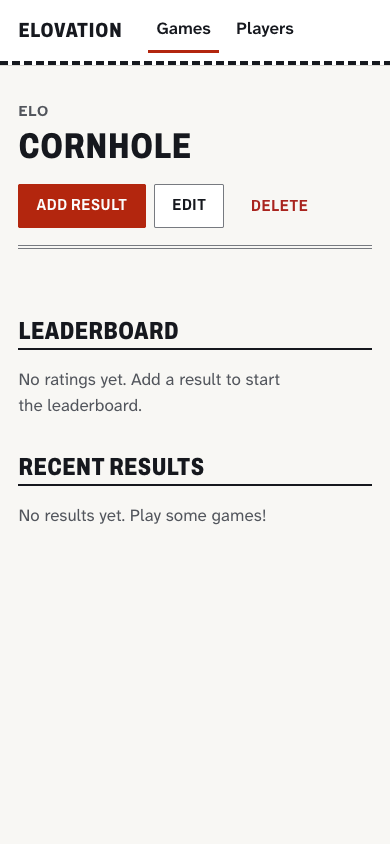 ELOVATION
Games
Players
ELO
CORNHOLE
ADD RESULT
EDIT
DELETE
LEADERBOARD
No ratings yet. Add a result to start
the leaderboard.
RECENT RESULTS
No results yet. Play some games!